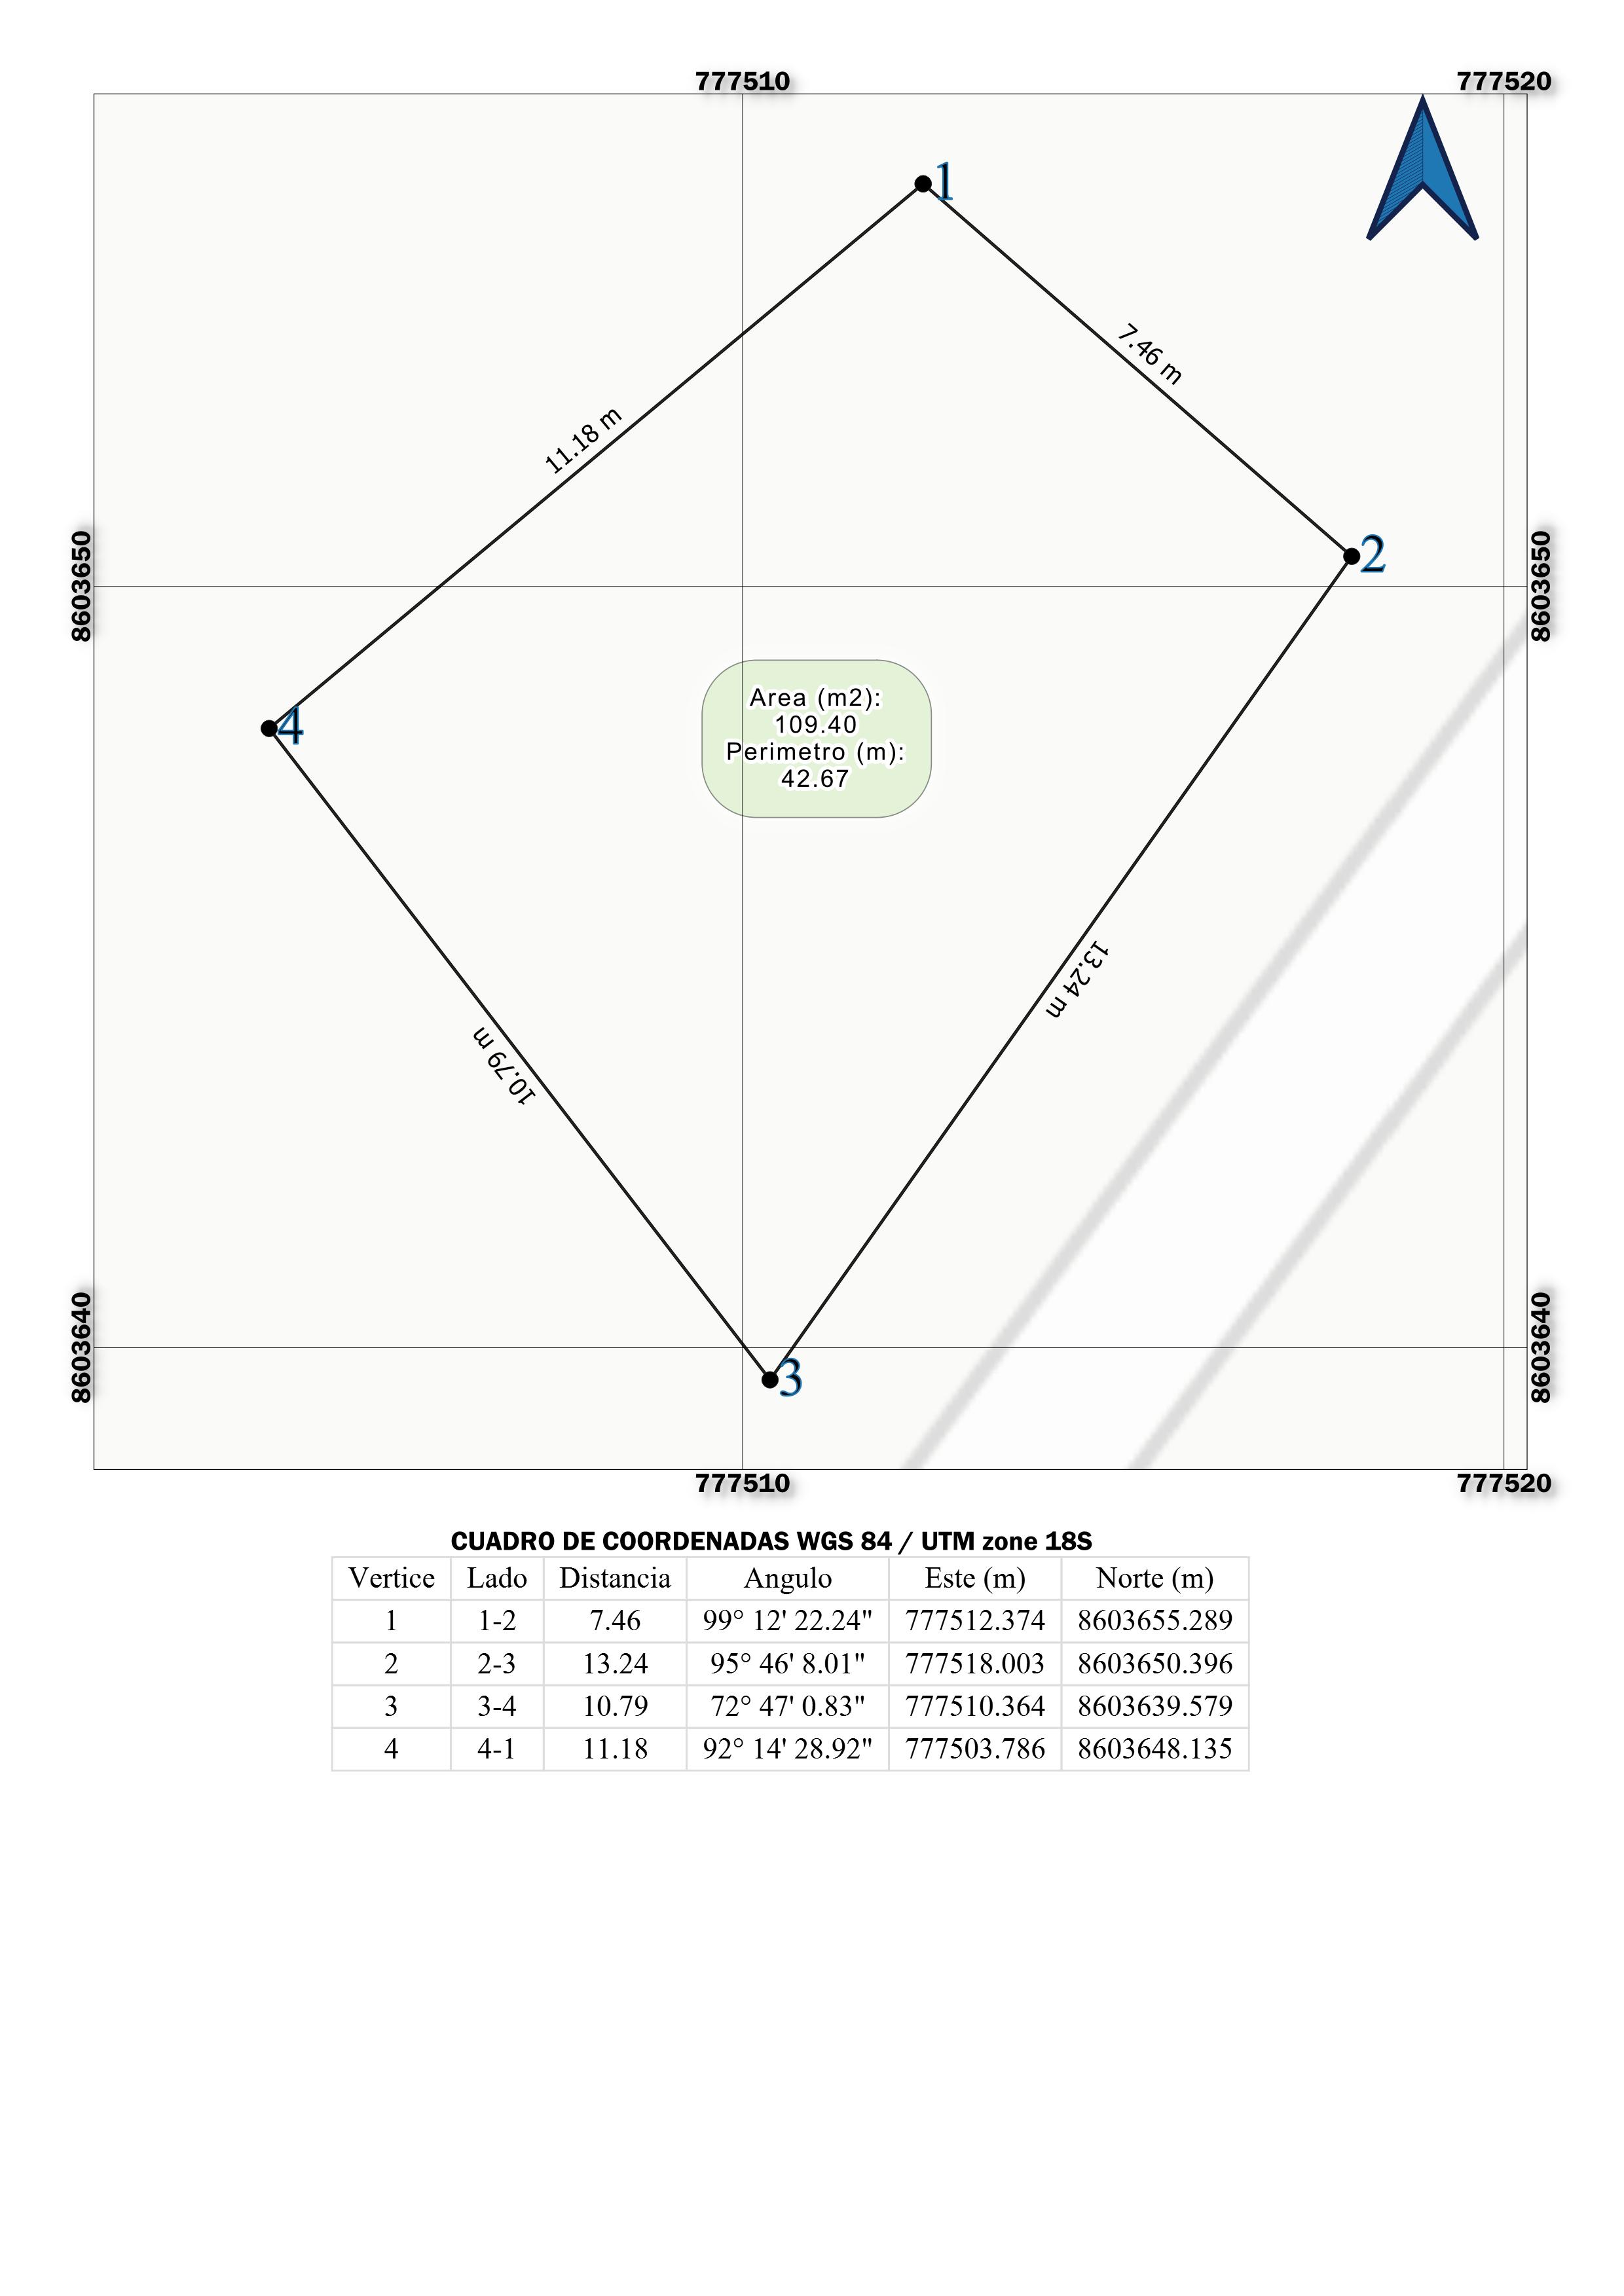 777510 777520
1
7.46 m
11.18 m
8603650
2
8603650
Area (m2):
109.40
Perimetro (m):
42.67
4
13.24 m
10.79 m
8603640
3
8603640
777510 777520
CUADRO DE COORDENADAS WGS 84 / UTM zone 18S
Vertice Lado Distancia Angulo Este (m) Norte (m)
1 1-2 7.46 99° 12' 22.24" 777512.374 8603655.289
2 2-3 13.24 95° 46' 8.01" 777518.003 8603650.396
3 3-4 10.79 72° 47' 0.83" 777510.364 8603639.579
4 4-1 11.18 92° 14' 28.92" 777503.786 8603648.135